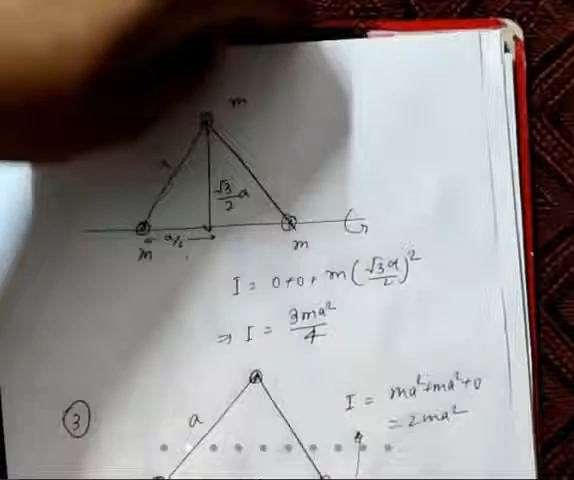 m
a
√3/2 a
a/2
m
m
I = 0+0+ m(√3a/2)²
⇒ I = 3ma²/4
③
a
I = ma²+ma²+0
= 2ma²